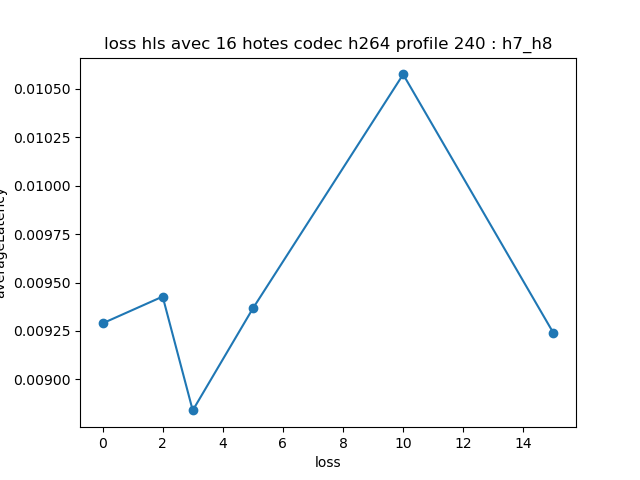 loss hls avec 16 hotes codec h264 profile 240 : h7_h8
averageLatency
0.01050
0.01025
0.01000
0.00975
0.00950
0.00925
0.00900
0 2 4 6 8 10 12 14
loss